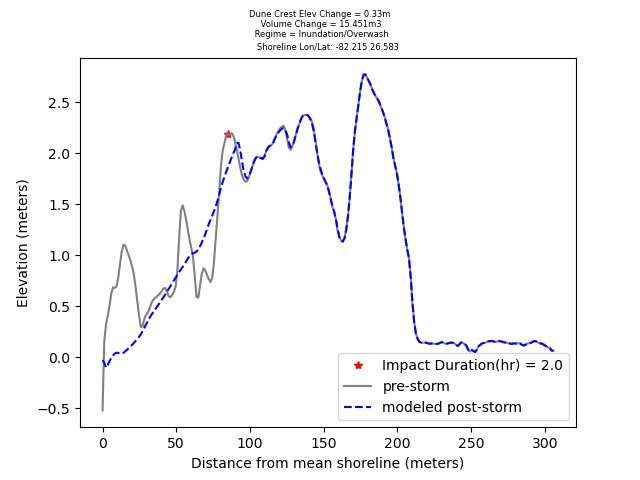 Dune Crest Elev Change = 0.33m
Volume Change = 15.451m3
Regime = Inundation/Overwash
Shoreline Lon/Lat: -82.215 26.583
2.5
2.0
1.5
1.0
0.5
0.0
−0.5
Elevation (meters)
Impact Duration(hr) = 2.0
pre-storm
modeled post-storm
0 50 100 150 200 250 300
Distance from mean shoreline (meters)